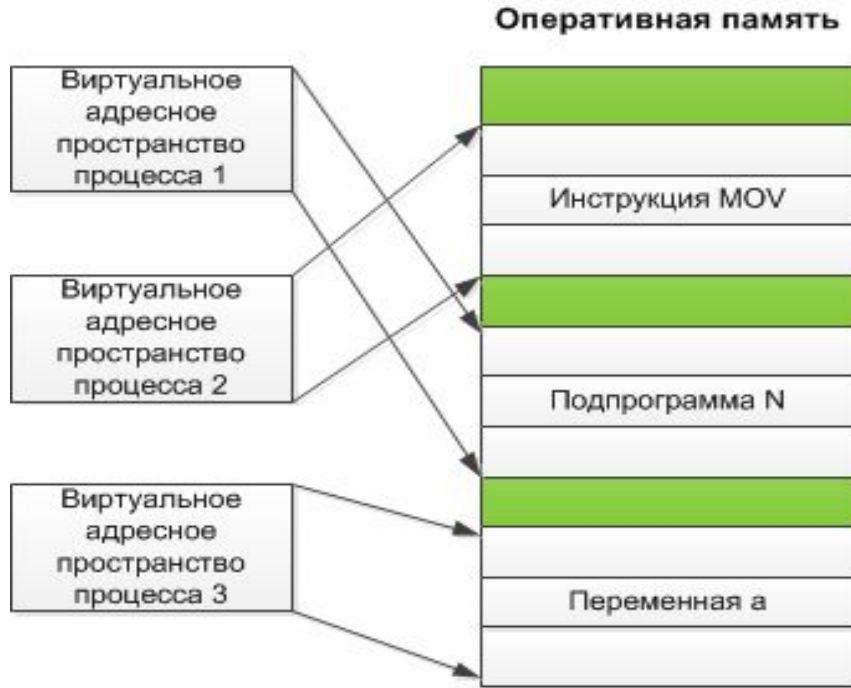 Оперативная память
Виртуальное
адресное
пространство
процесса 1
Инструкция MOV
Виртуальное
адресное
пространство
процесса 2
Подпрограмма N
Виртуальное
адресное
пространство
процесса 3
Переменная а